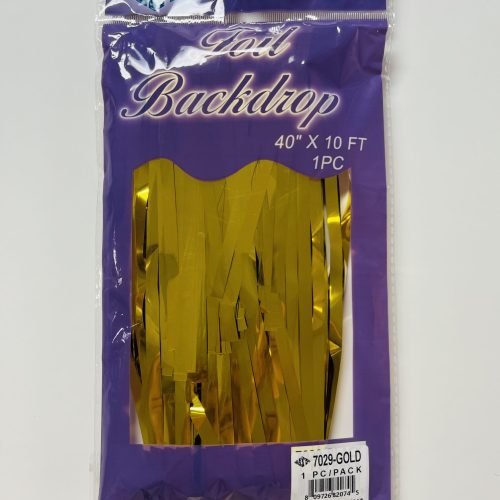 Foil
Backdrop
40" X 10 FT
1PC
7029-GOLD
1 PC/PACK